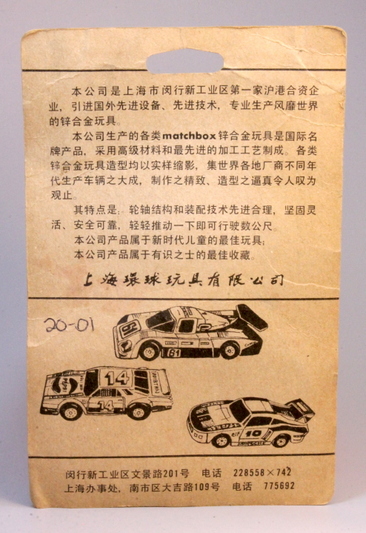 本公司是上海市闵行新工业区第一家沪港合资企
业，引进国外先进设备、先进技术，专业生产风靡世界
的锌合金玩具。
本公司生产的各类matchbox锌合金玩具是国际名
牌产品，采用高级材料和最先进的加工工艺制成。各类
锌合金玩具造型均以实样缩影，集世界各地厂商不同年
代生产车辆之大成，制作之精致、造型之逼真令人叹为
观止。
其特点是，轮轴结构和装配技术先进合理，坚固灵
活、安全可靠，轻轻推动一下即可行驶数公尺。
本公司产品属于新时代儿童的最佳玩具；
本公司产品属于有识之士的最佳收藏。
上海環球玩具有限公司
20-01
61
14
14
10
闵行新工业区文景路201号 电话 228558×742
上海办事处，南市区大吉路109号 电话 775692